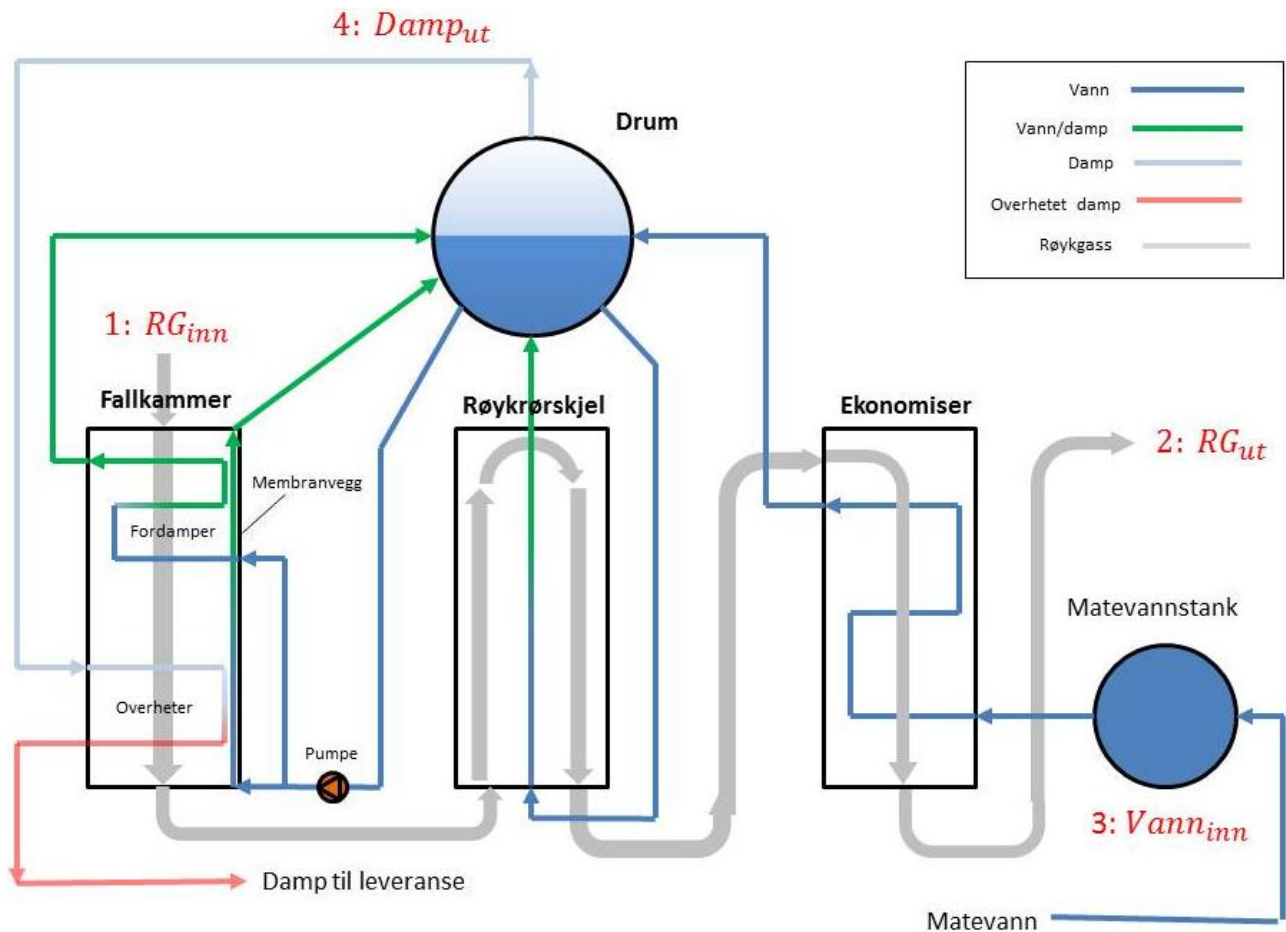 4: Damp_ut
Drum
Vann
Vann/damp
Damp
Overhetet damp
Røykgass
1: RG_inn
Fallkammer
Røykrørskjel
Ekonomiser
2: RG_ut
Membranvegg
Fordamper
Matevannstank
Overheter
Pumpe
3: Vann_inn
Damp til leveranse
Matevann